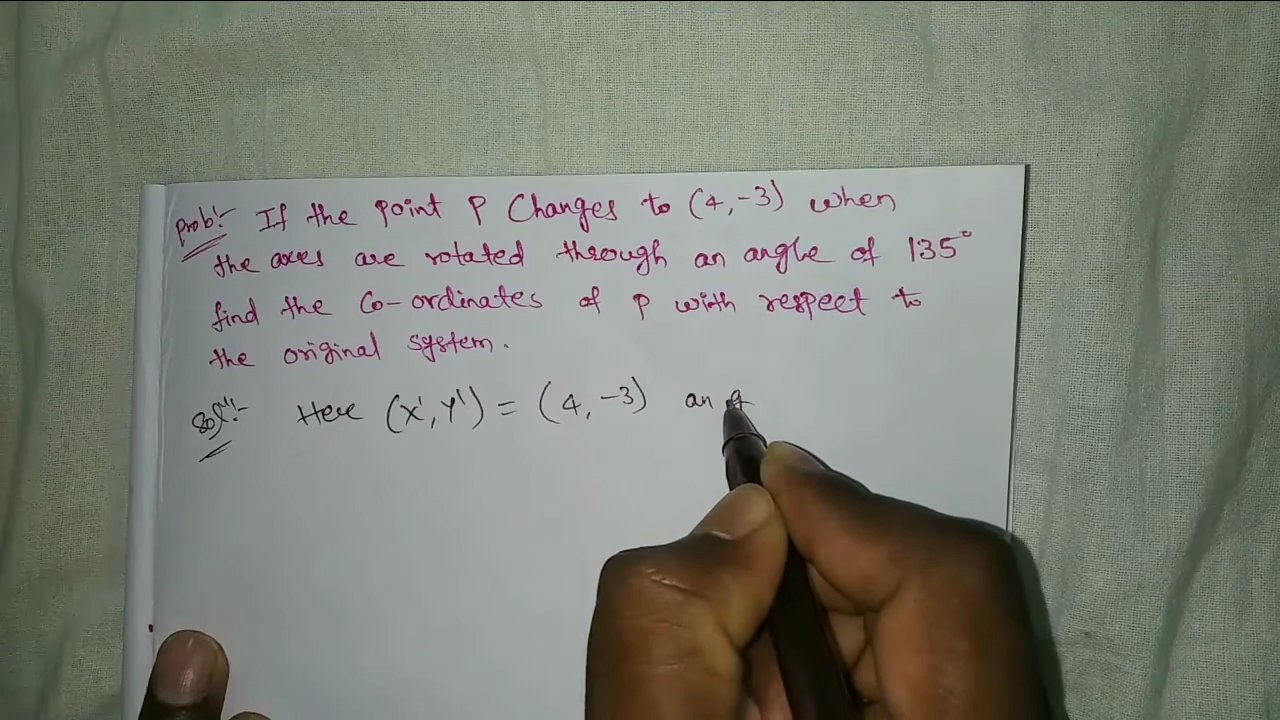 prob:- If the point P Changes to (4,-3) when
the axes are rotated through an angle of 135°
find the Co-ordinates of P with respect to
the original system.
Sol":- Here (x', y') = (4, -3)